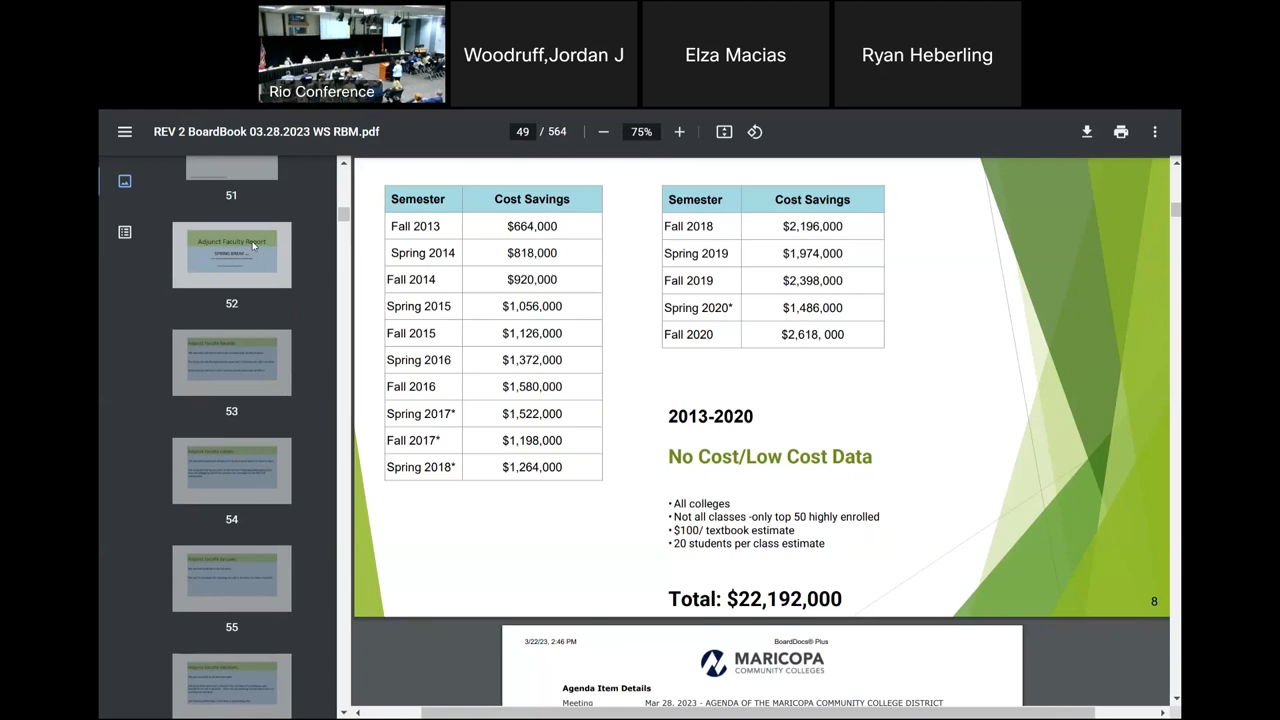 Rio Conference
Woodruff,Jordan J
Elza Macias
Ryan Heberling
REV 2 BoardBook 03.28.2023 WS RBM.pdf
49 / 564
75%
51
Adjunct Faculty Report
SPRING BREAK ...
52
53
54
55
Semester Cost Savings
Fall 2013 $664,000
Spring 2014 $818,000
Fall 2014 $920,000
Spring 2015 $1,056,000
Fall 2015 $1,126,000
Spring 2016 $1,372,000
Fall 2016 $1,580,000
Spring 2017* $1,522,000
Fall 2017* $1,198,000
Spring 2018* $1,264,000
Semester Cost Savings
Fall 2018 $2,196,000
Spring 2019 $1,974,000
Fall 2019 $2,398,000
Spring 2020* $1,486,000
Fall 2020 $2,618, 000
2013-2020
No Cost/Low Cost Data
• All colleges
• Not all classes -only top 50 highly enrolled
• $100/ textbook estimate
• 20 students per class estimate
Total: $22,192,000
8
3/22/23, 2:46 PM BoardDocs® Plus
MARICOPA
COMMUNITY COLLEGES
Agenda Item Details
Meeting Mar 28, 2023 - AGENDA OF THE MARICOPA COMMUNITY COLLEGE DISTRICT